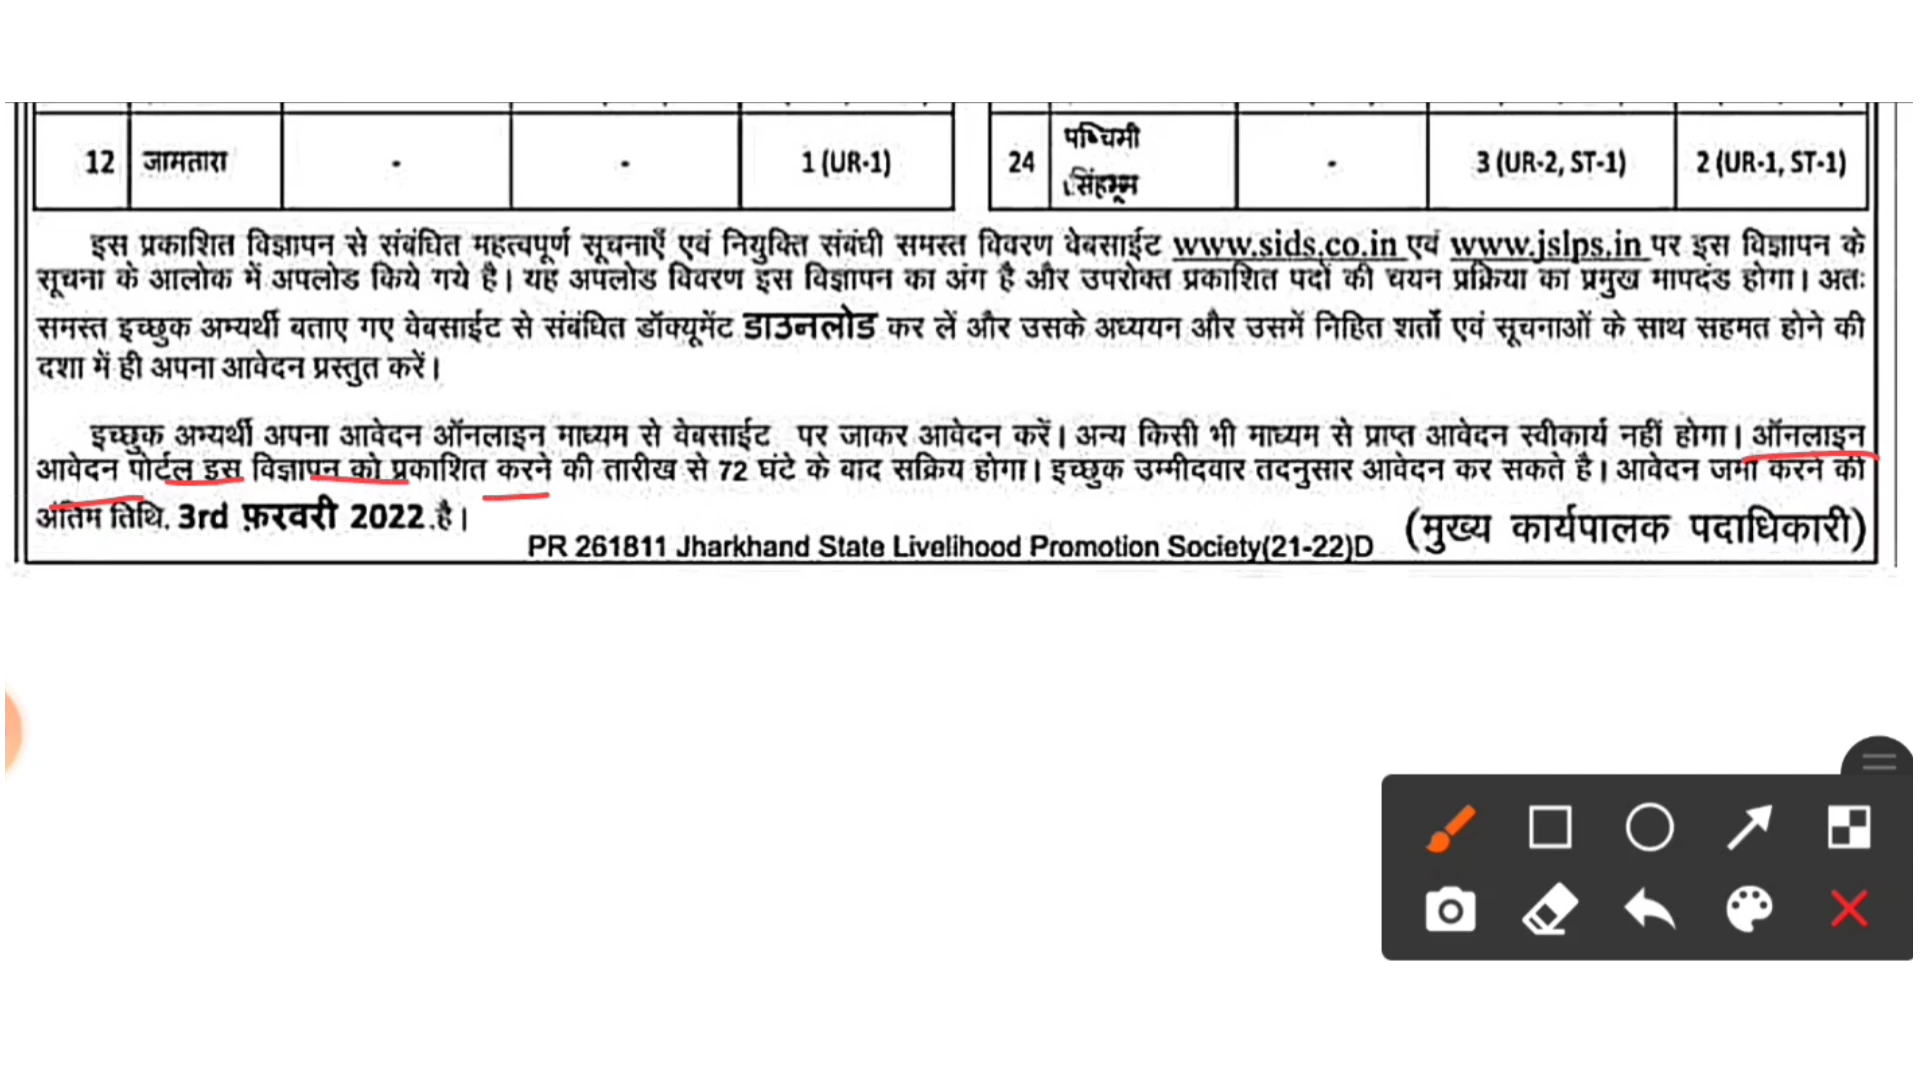 12 जामतारा - - 1 (UR-1)
24 पश्चिमी सिंहभूम - 3 (UR-2, ST-1) 2 (UR-1, ST-1)
इस प्रकाशित विज्ञापन से संबंधित महत्वपूर्ण सूचनाएँ एवं नियुक्ति संबंधी समस्त विवरण वेबसाईट www.sids.co.in एवं www.jslps.in पर इस विज्ञापन के
सूचना के आलोक में अपलोड किये गये है। यह अपलोड विवरण इस विज्ञापन का अंग है और उपरोक्त प्रकाशित पदों की चयन प्रक्रिया का प्रमुख मापदंड होगा। अतः
समस्त इच्छुक अभ्यर्थी बताए गए वेबसाईट से संबंधित डॉक्यूमेंट डाउनलोड कर लें और उसके अध्ययन और उसमें निहित शर्तों एवं सूचनाओं के साथ सहमत होने की
दशा में ही अपना आवेदन प्रस्तुत करें।
इच्छुक अभ्यर्थी अपना आवेदन ऑनलाइन माध्यम से वेबसाईट पर जाकर आवेदन करें। अन्य किसी भी माध्यम से प्राप्त आवेदन स्वीकार्य नहीं होगा। ऑनलाइन
आवेदन पोर्टल इस विज्ञापन को प्रकाशित करने की तारीख से 72 घंटे के बाद सक्रिय होगा। इच्छुक उम्मीदवार तदनुसार आवेदन कर सकते है। आवेदन जमा करने की
अंतिम तिथि. 3rd फ़रवरी 2022.है।
PR 261811 Jharkhand State Livelihood Promotion Society(21-22)D
(मुख्य कार्यपालक पदाधिकारी)